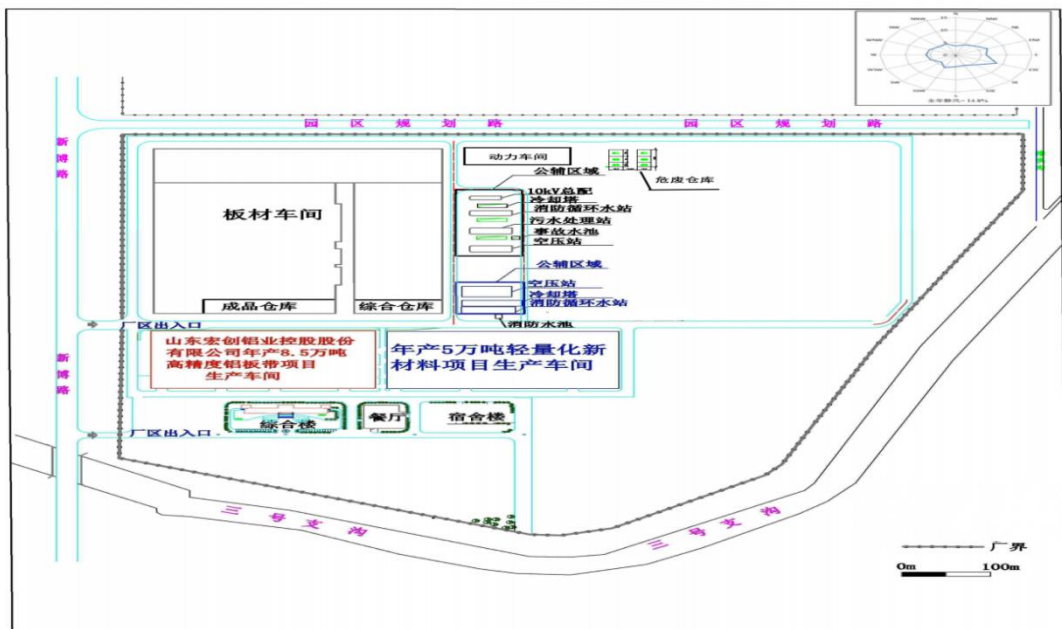 全年静风=14.8%
园区规划路
园区规划路
新博路
动力车间
公辅区域
危废仓库
10kV总配
冷却塔
消防循环水站
污水处理站
事故水池
空压站
板材车间
公辅区域
空压站
冷却塔
消防循环水站
成品仓库
综合仓库
消防水池
厂区出入口
山东宏创铝业控股股份
有限公司年产8.5万吨
高精度铝板带项目
生产车间
年产5万吨轻量化新
材料项目生产车间
新博路
综合楼
餐厅
宿舍楼
厂区出入口
三号支沟
三号支沟
厂界
0m
100m